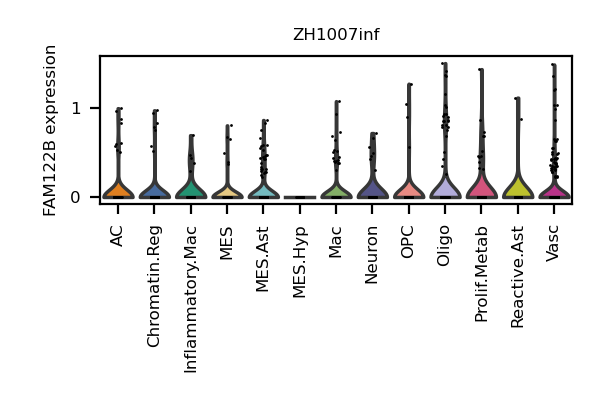 ZH1007inf
FAM122B expression
1
0
AC
Chromatin.Reg
Inflammatory.Mac
MES
MES.Ast
MES.Hyp
Mac
Neuron
OPC
Oligo
Prolif.Metab
Reactive.Ast
Vasc